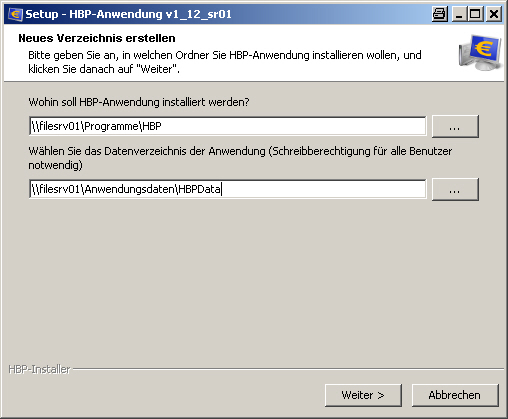 Setup - HBP-Anwendung v1_12_sr01
Neues Verzeichnis erstellen
Bitte geben Sie an, in welchen Ordner Sie HBP-Anwendung installieren wollen, und
klicken Sie danach auf "Weiter".
€
Wohin soll HBP-Anwendung installiert werden?
\\filesrv01\Programme\HBP
...
Wählen Sie das Datenverzeichnis der Anwendung (Schreibberechtigung für alle Benutzer
notwendig)
\\filesrv01\Anwendungsdaten\HBPData
...
HBP-Installer
Weiter >
Abbrechen